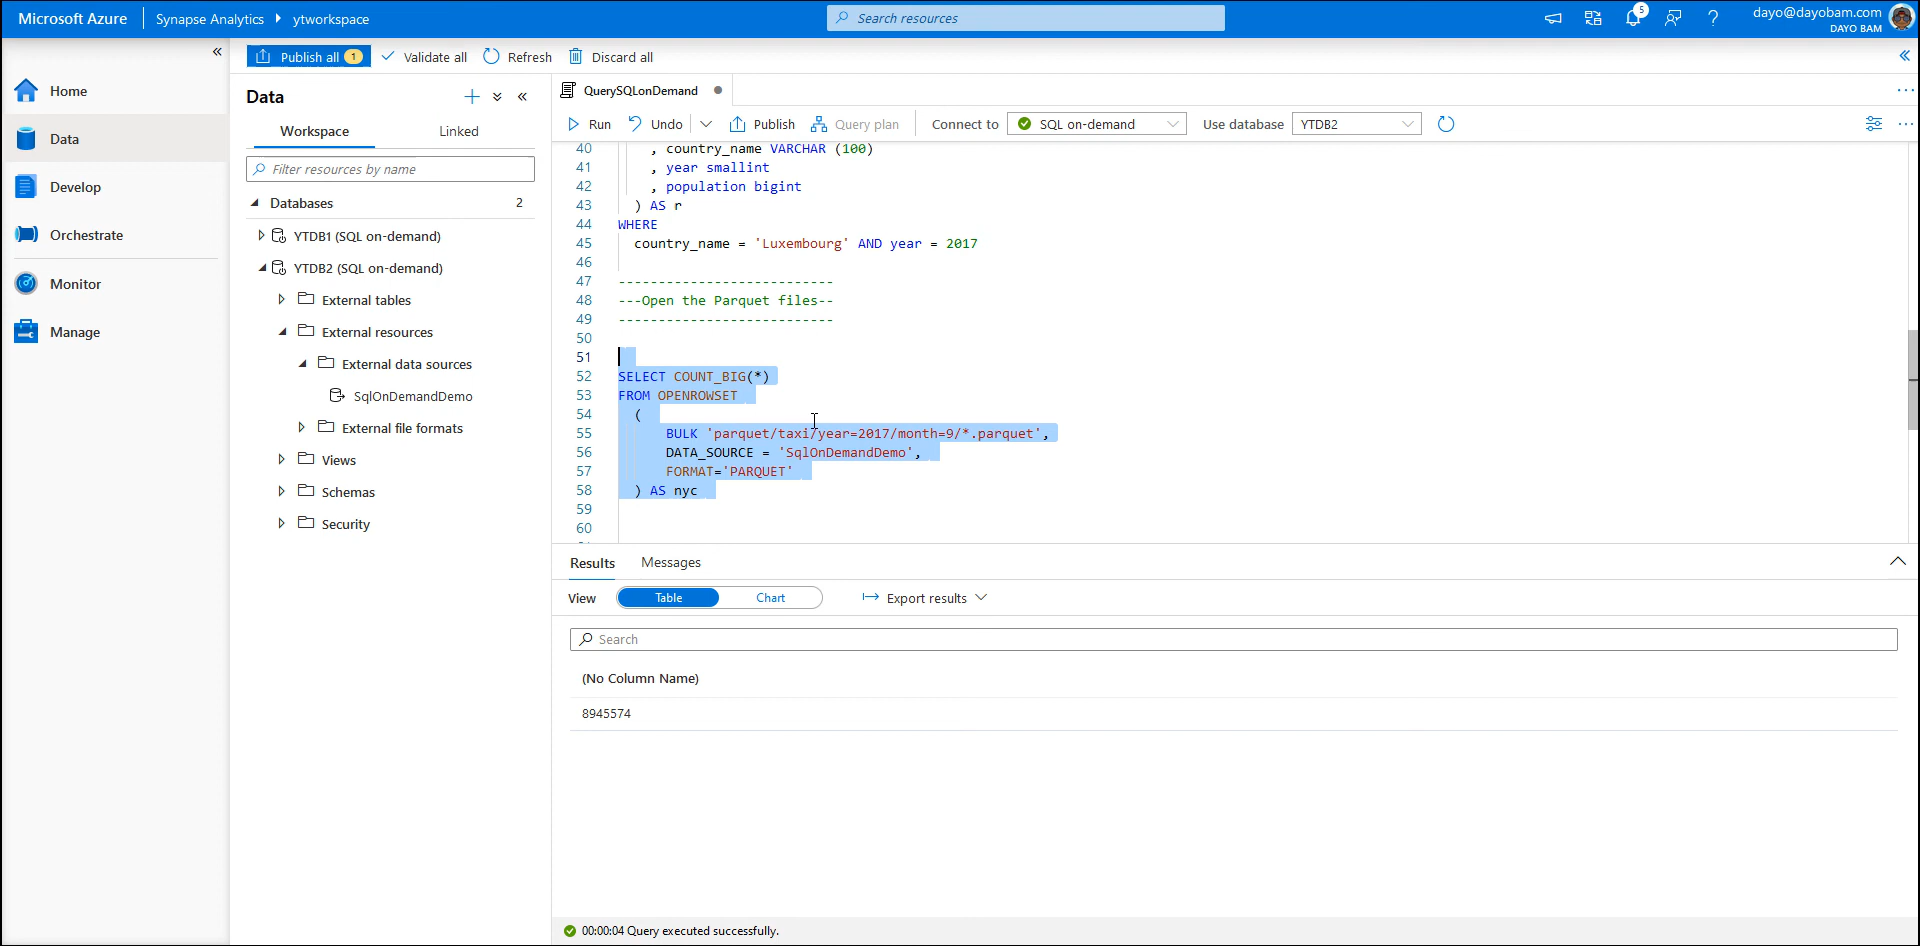 Microsoft Azure
Synapse Analytics
ytworkspace
Search resources
5
dayo@dayobam.com
DAYO BAM
Home
Data
Develop
Orchestrate
Monitor
Manage
Publish all 1
Validate all
Refresh
Discard all
Data
Workspace
Linked
Filter resources by name
Databases 2
YTDB1 (SQL on-demand)
YTDB2 (SQL on-demand)
External tables
External resources
External data sources
SqlOnDemandDemo
External file formats
Views
Schemas
Security
QuerySQLonDemand
Run
Undo
Publish
Query plan
Connect to
SQL on-demand
Use database
YTDB2
40 , country_name VARCHAR (100)
41 , year smallint
42 , population bigint
43 ) AS r
44 WHERE
45 country_name = 'Luxembourg' AND year = 2017
46
47 ---------------------------
48 ---Open the Parquet files--
49 ---------------------------
50
51
52 SELECT COUNT_BIG(*)
53 FROM OPENROWSET
54 (
55 BULK 'parquet/taxi/year=2017/month=9/*.parquet',
56 DATA_SOURCE = 'SqlOnDemandDemo',
57 FORMAT='PARQUET'
58 ) AS nyc
59
60
Results
Messages
View
Table
Chart
Export results
Search
(No Column Name)
8945574
00:00:04 Query executed successfully.